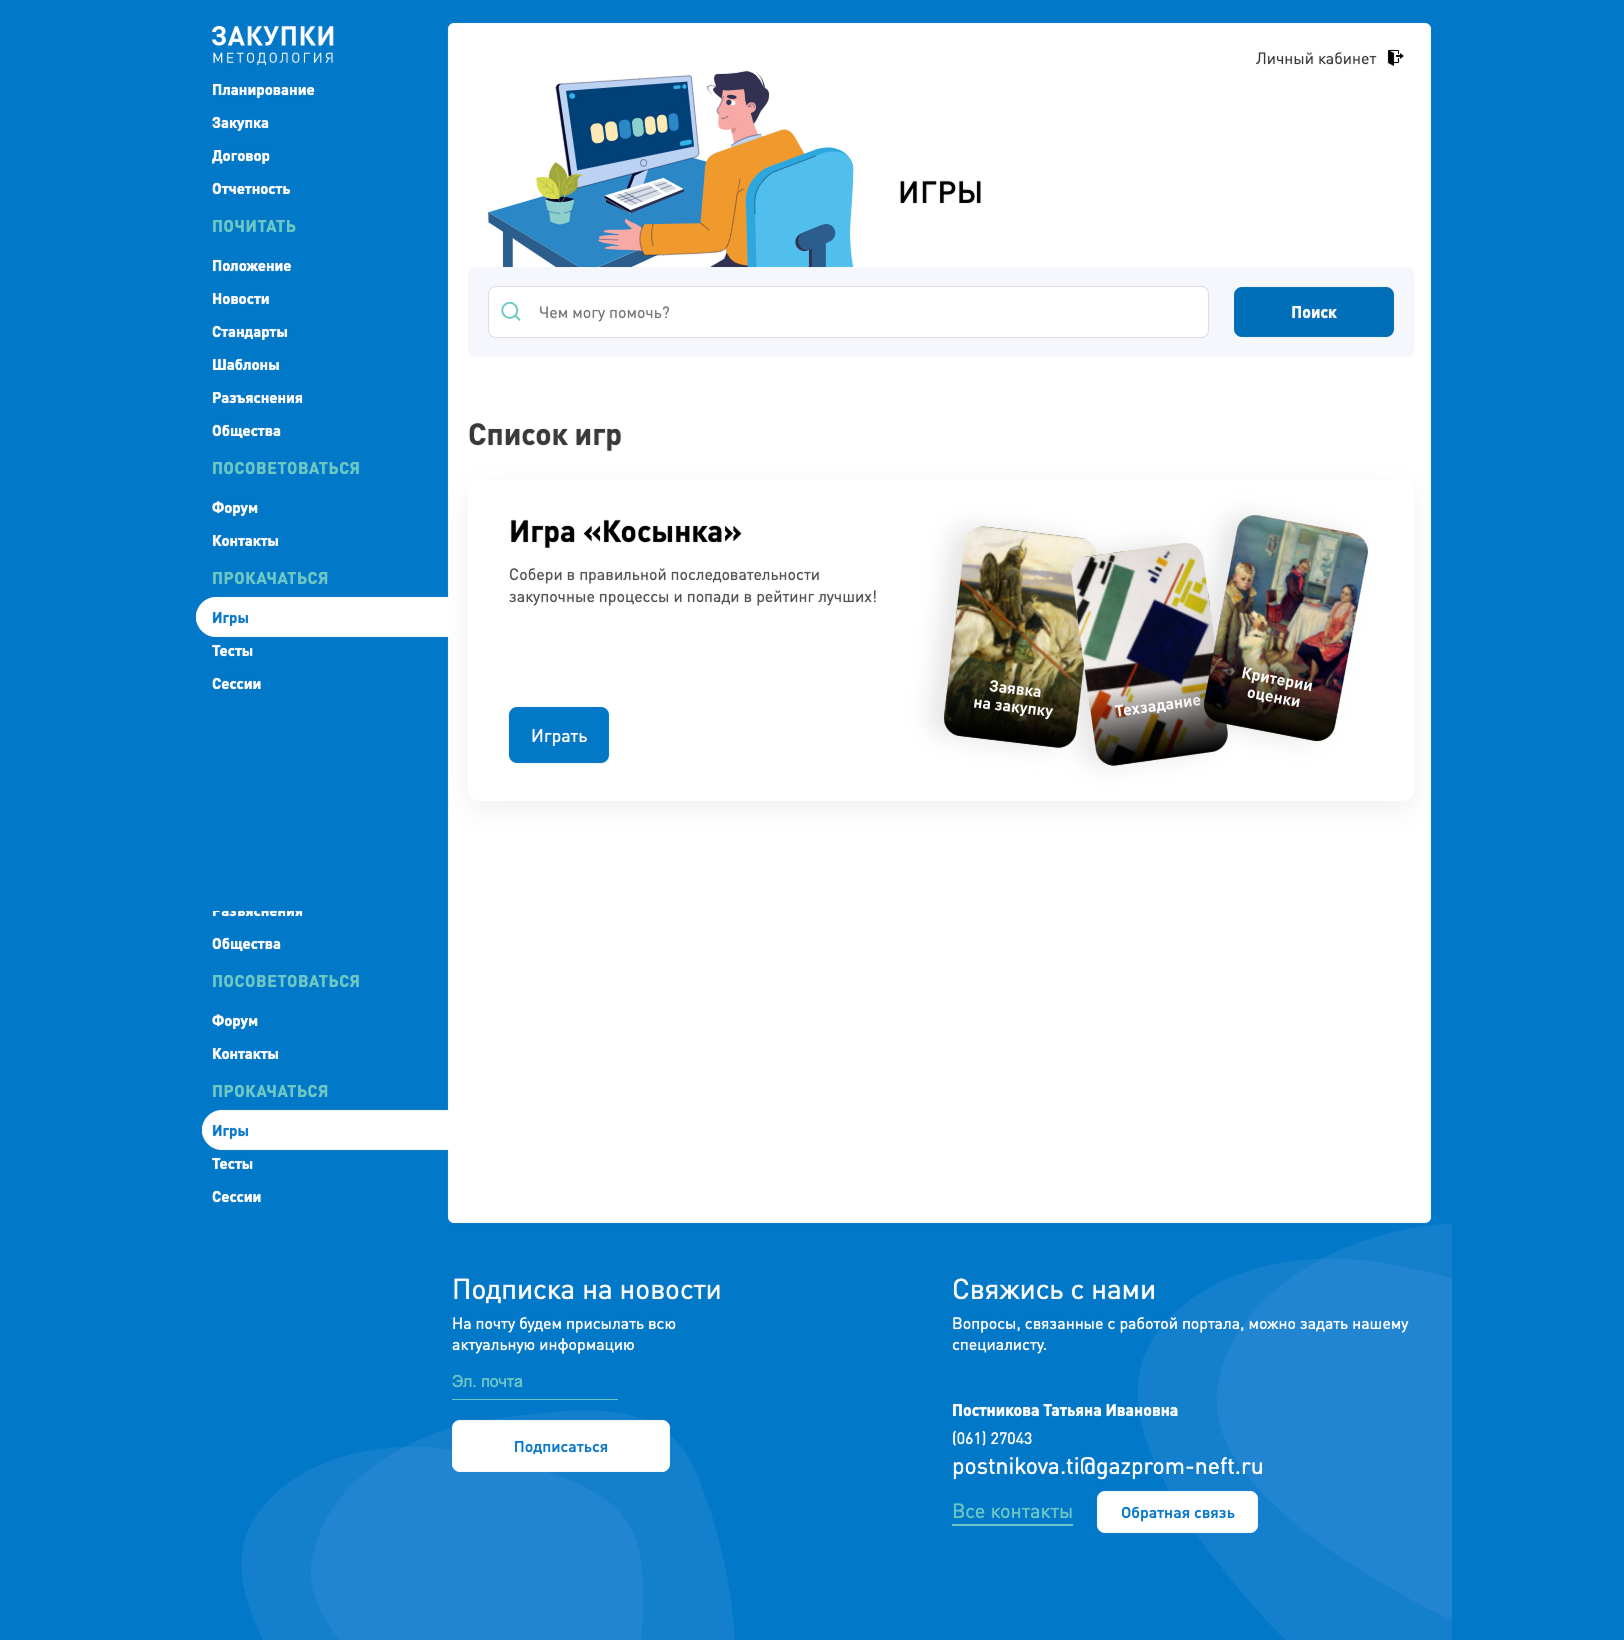 ЗАКУПКИ
МЕТОДОЛОГИЯ
Планирование
Закупка
Договор
Отчетность
ПОЧИТАТЬ
Положение
Новости
Стандарты
Шаблоны
Разъяснения
Общества
ПОСОВЕТОВАТЬСЯ
Форум
Контакты
ПРОКАЧАТЬСЯ
Игры
Тесты
Сессии
Разъяснения
Общества
ПОСОВЕТОВАТЬСЯ
Форум
Контакты
ПРОКАЧАТЬСЯ
Игры
Тесты
Сессии
Личный кабинет
ИГРЫ
Чем могу помочь?
Поиск
Список игр
Игра «Косынка»
Собери в правильной последовательности
закупочные процессы и попади в рейтинг лучших!
Играть
Заявка
на закупку
Техзадание
Критерии
оценки
Подписка на новости
На почту будем присылать всю
актуальную информацию
Эл. почта
Подписаться
Свяжись с нами
Вопросы, связанные с работой портала, можно задать нашему
специалисту.
Постникова Татьяна Ивановна
(061) 27043
postnikova.ti@gazprom-neft.ru
Все контакты
Обратная связь